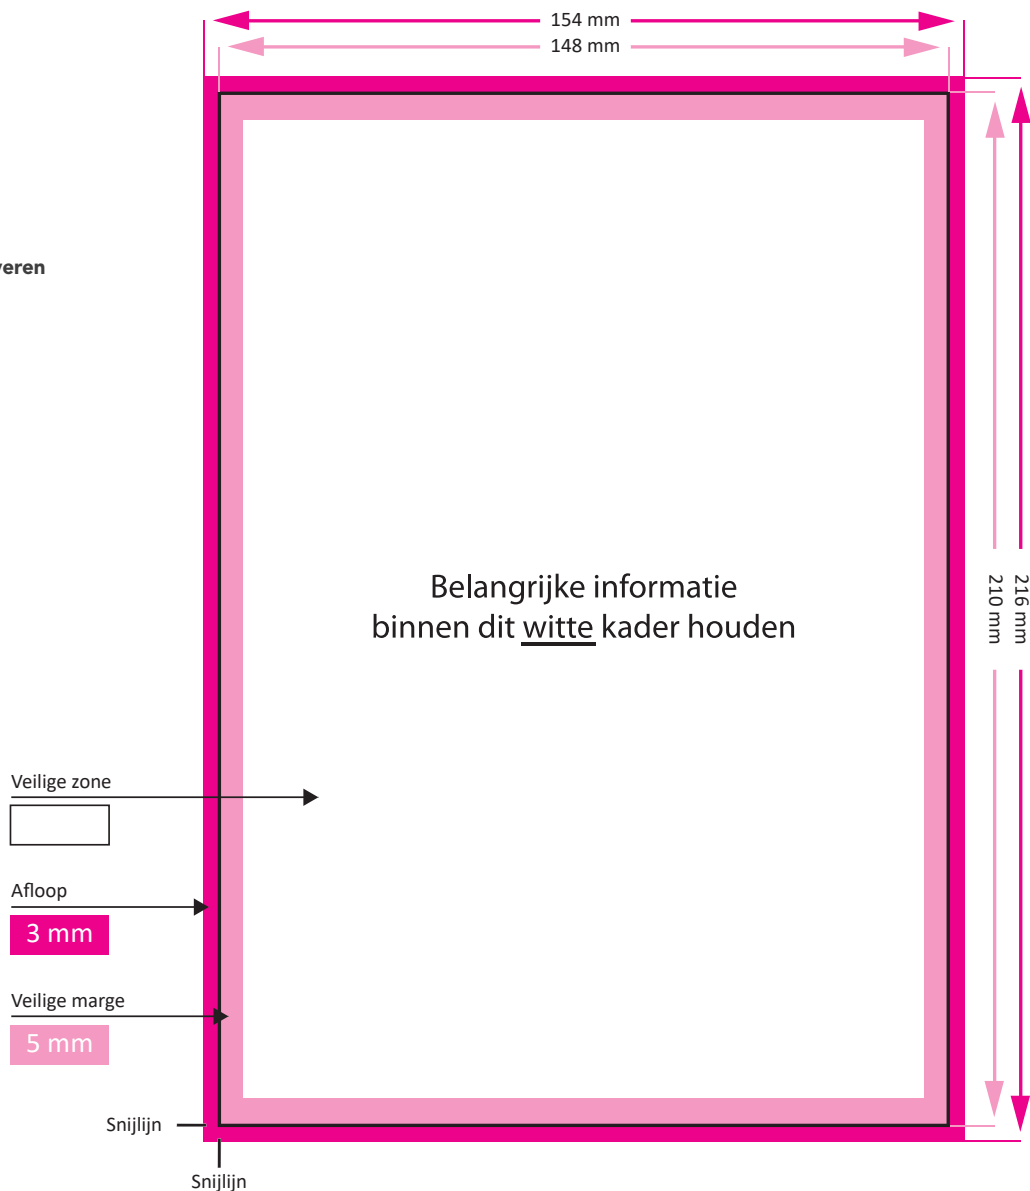 154 mm
148 mm
veren
216 mm
210 mm
Belangrijke informatie
binnen dit witte kader houden
Veilige zone
Afloop
3 mm
Veilige marge
5 mm
Snijlijn
Snijlijn